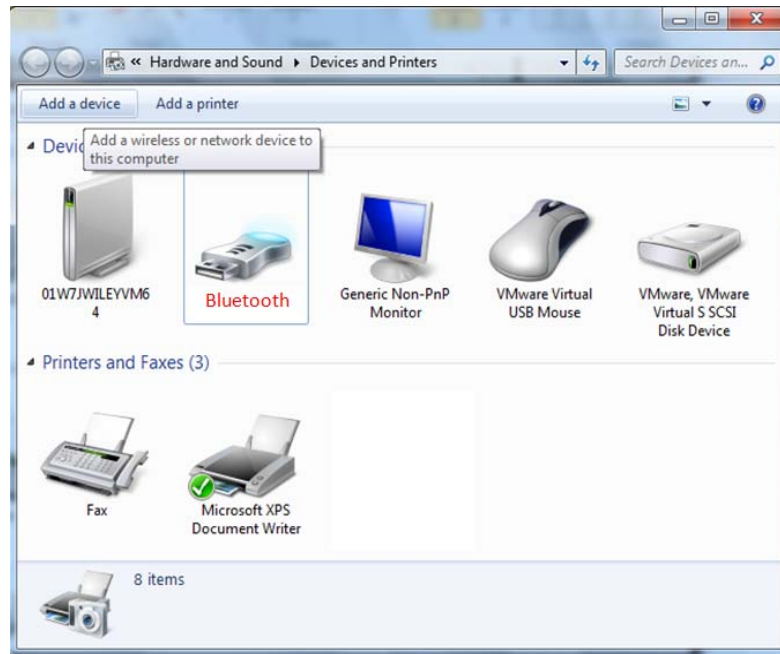 « Hardware and Sound ▸ Devices and Printers
Search Devices an...
Add a device
Add a printer
Add a wireless or network device to
this computer
Devic
01W7JWILEYVM6
4
Bluetooth
Generic Non-PnP
Monitor
VMware Virtual
USB Mouse
VMware, VMware
Virtual S SCSI
Disk Device
Printers and Faxes (3)
Fax
Microsoft XPS
Document Writer
8 items